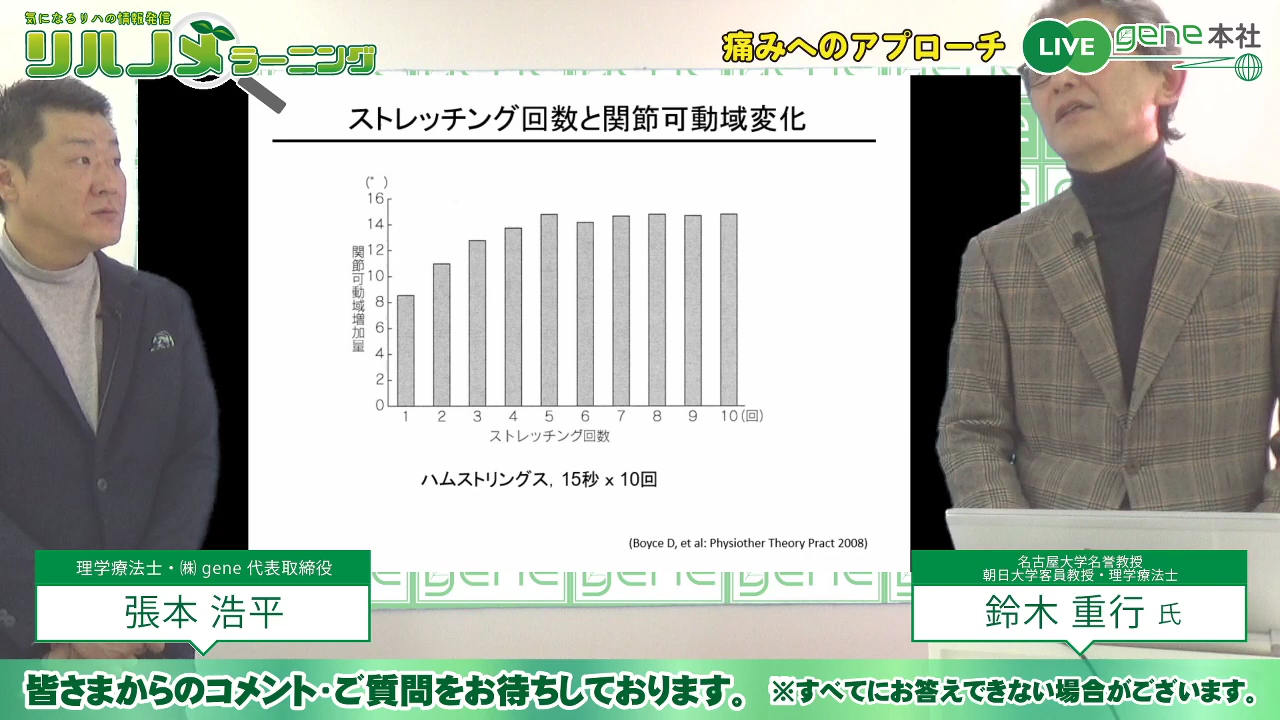 気になるリハの情報発信
リハノメ
ラーニング
痛みへのアプローチ
LIVE
gene 本社
ストレッチング回数と関節可動域変化
(°)
16
14
12
10
8
6
4
2
0
関節可動域増加量
1 2 3 4 5 6 7 8 9 10 (回)
ストレッチング回数
ハムストリングス, 15秒 x 10回
(Boyce D, et al: Physiother Theory Pract 2008)
gene gene gene gene
理学療法士・㈱ gene 代表取締役
張本 浩平
名古屋大学名誉教授
朝日大学客員教授・理学療法士
鈴木 重行 氏
皆さまからのコメント・ご質問をお待ちしております。 ※すべてにお答えできない場合がございます。